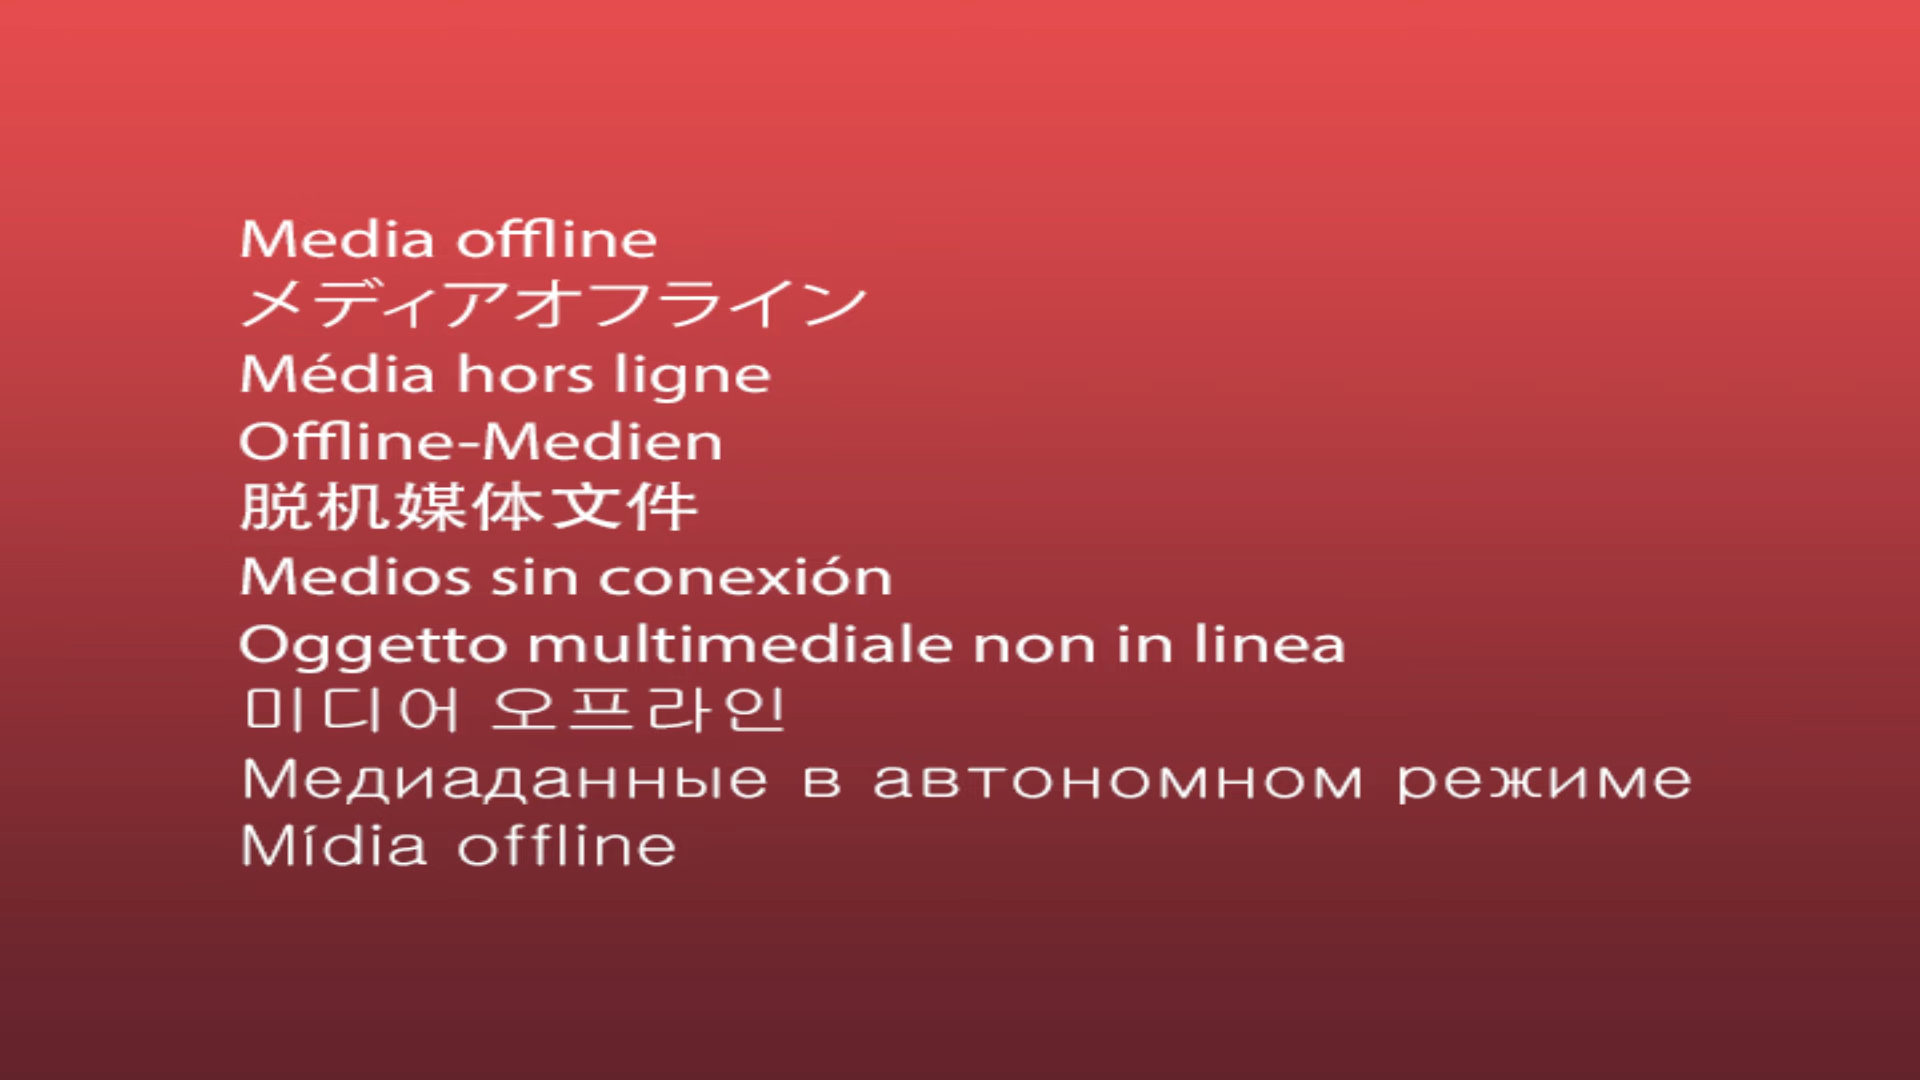 Media offline
メディアオフライン
Média hors ligne
Offline-Medien
脱机媒体文件
Medios sin conexión
Oggetto multimediale non in linea
미디어 오프라인
Медиаданные в автономном режиме
Mídia offline